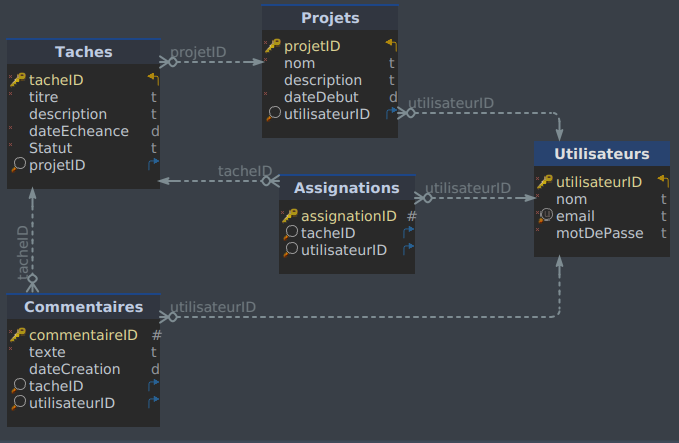 Projets
projetID
nom t
description t
dateDebut d
utilisateurID
Taches
tacheID
titre t
description t
dateEcheance d
Statut t
projetID
projetID
utilisateurID
Utilisateurs
utilisateurID
nom t
email t
motDePasse t
tacheID
utilisateurID
Assignations
assignationID #
tacheID
utilisateurID
tacheID
Commentaires
commentaireID #
texte t
dateCreation d
tacheID
utilisateurID
utilisateurID